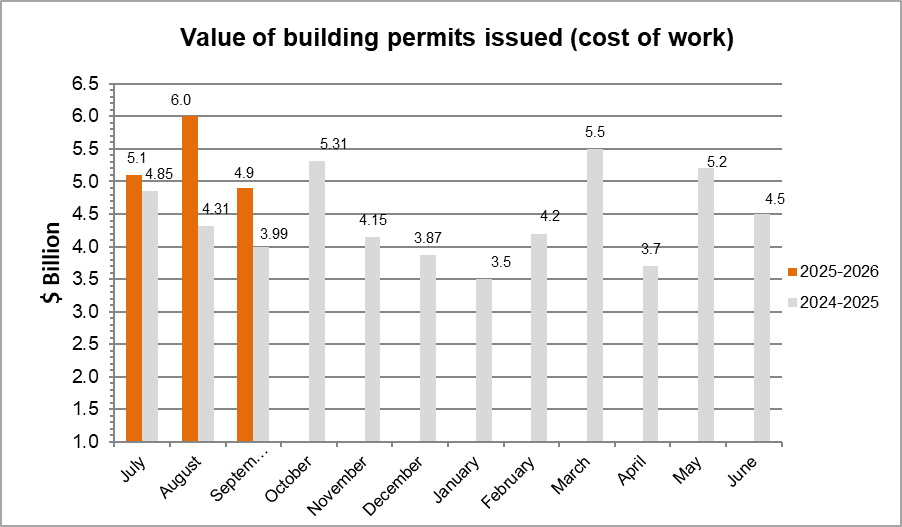 Value of building permits issued (cost of work)
$ Billion
6.5
6.0
5.5
5.0
4.5
4.0
3.5
3.0
2.5
2.0
1.5
1.0
5.1
4.85
6.0
4.31
4.9
3.99
5.31
4.15
3.87
3.5
4.2
5.5
3.7
5.2
4.5
July
August
Septem...
October
November
December
January
February
March
April
May
June
2025-2026
2024-2025